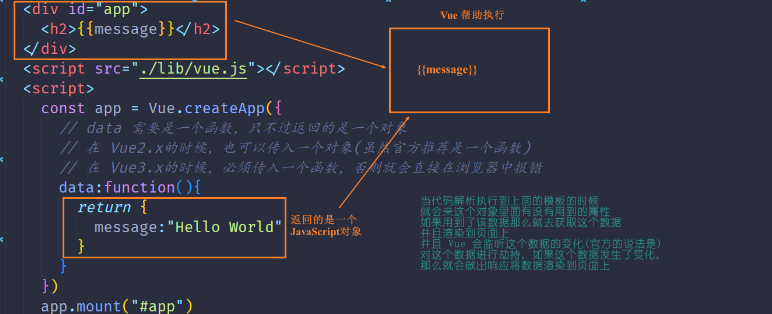 <div id="app">
<h2>{{message}}</h2>
</div>
<script src="./lib/vue.js"></script>
<script>
const app = Vue.createApp({
// data 需要是一个函数, 只不过返回的是一个对象
// 在 Vue2.x的时候, 也可以传入一个对象(虽然官方推荐是一个函数)
// 在 Vue3.x的时候, 必须传入一个函数, 否则就会直接在浏览器中报错
data:function(){
return {
message:"Hello World"
}
}
})
app.mount("#app")
Vue 帮助执行
{{message}}
返回的是一个
JavaScript对象
当代码解析执行到上面的模板的时候
就会来这个对象里面有没有用到的属性
如果用到了该数据那么就去获取这个数据
并且渲染到页面上
并且 Vue 会监听这个数据的变化(官方的说法是)
对这个数据进行劫持, 如果这个数据发生了变化,
那么就会做出响应将数据渲染到页面上